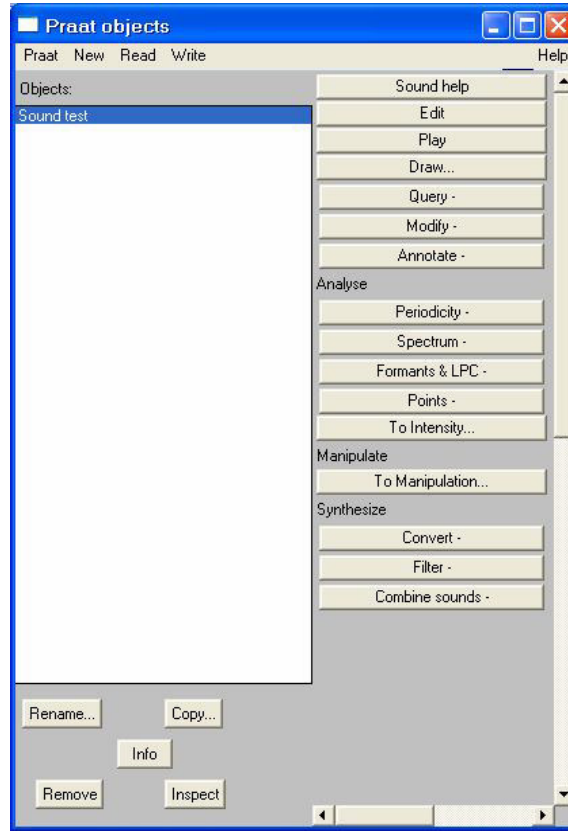 Praat objects
Praat New Read Write Help
Objects:
Sound test
Sound help
Edit
Play
Draw...
Query -
Modify -
Annotate -
Analyse
Periodicity -
Spectrum -
Formants & LPC -
Points -
To Intensity...
Manipulate
To Manipulation...
Synthesize
Convert -
Filter -
Combine sounds -
Rename... Copy...
Info
Remove Inspect